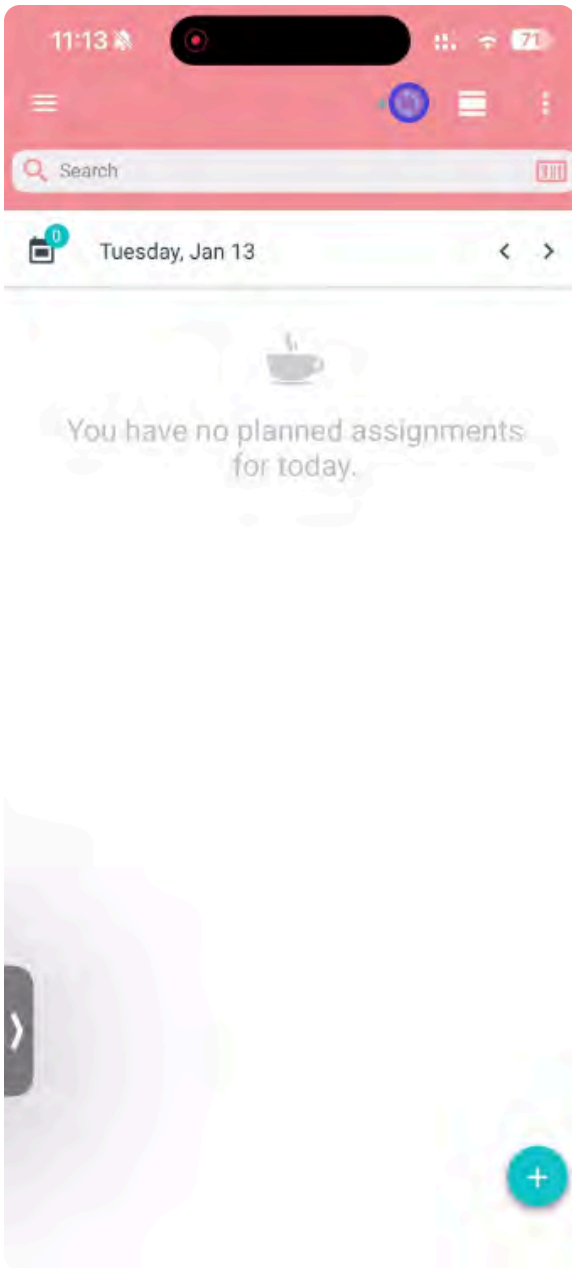 11:13
71
Search
0
Tuesday, Jan 13
You have no planned assignments
for today.